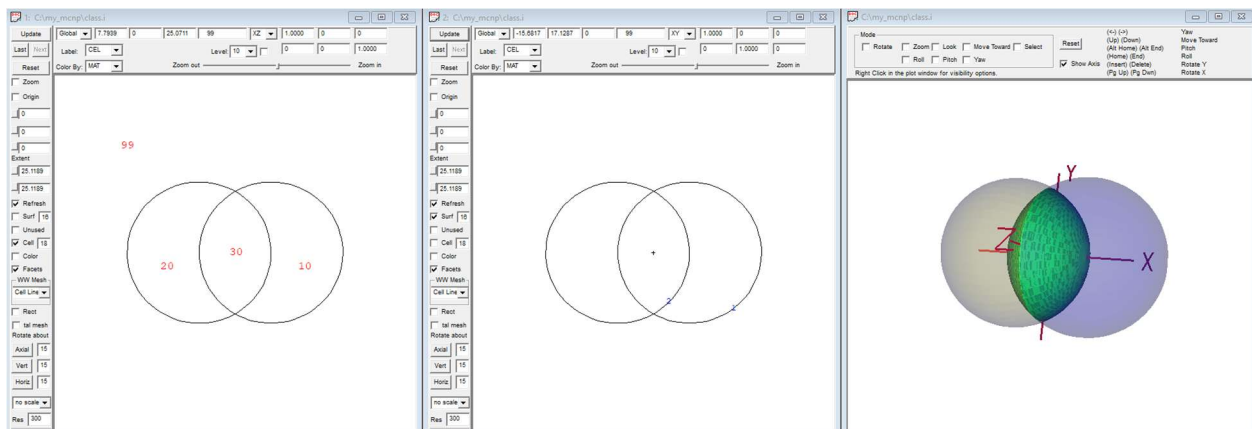 1: C:\my_mcnp\class.i
Update Global 7.7939 0 25.0711 99 XZ 1.0000 0 0
Last Next Label: CEL Level: 10 0 0 1.0000
Reset Color By: MAT Zoom out Zoom in
Zoom
Origin
0
0
0
Extent
25.1189
25.1189
Refresh
Surf 16
Unused
Cell 18
Color
Facets
WW Mesh
Cell Line
Rect
tal mesh
Rotate about
Axial 15
Vert 15
Horiz 15
no scale
Res 300
99
20 30 10
2: C:\my_mcnp\class.i
Update Global -15.6817 17.1287 0 99 XY 1.0000 0 0
Last Next Label: CEL Level: 10 0 1.0000 0
Reset Color By: MAT Zoom out Zoom in
Zoom
Origin
0
0
0
Extent
25.1189
25.1189
Refresh
Surf 16
Unused
Cell 18
Color
Facets
WW Mesh
Cell Line
Rect
tal mesh
Rotate about
Axial 15
Vert 15
Horiz 15
no scale
Res 300
2 1
C:\my_mcnp\class.i
Mode
Rotate Zoom Look Move Toward Select
Roll Pitch Yaw
Right Click in the plot window for visibility options.
Reset
Show Axis
(<-) (->) Yaw
(Up) (Down) Move Toward
(Alt Home) (Alt End) Pitch
(Home) (End) Roll
(Insert) (Delete) Rotate Y
(Pg Up) (Pg Dwn) Rotate X
Y
Z
X